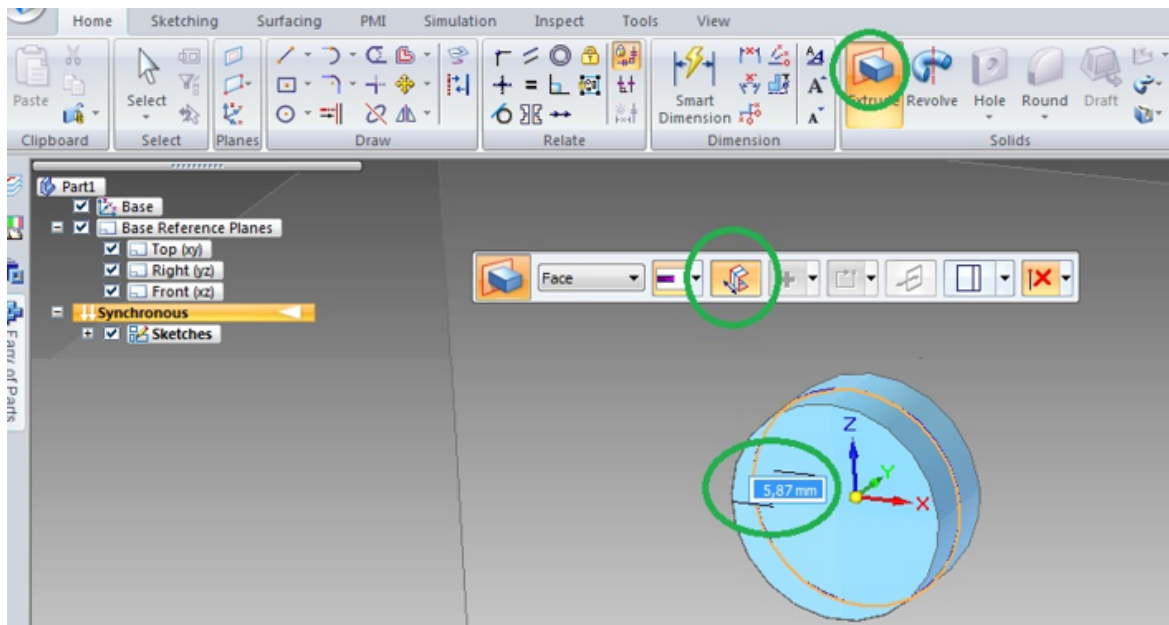 Home Sketching Surfacing PMI Simulation Inspect Tools View
Paste
Select
Smart
Dimension
Extrude Revolve Hole Round Draft
Clipboard Select Planes Draw Relate Dimension Solids
Part1
Base
Base Reference Planes
Top (xy)
Right (yz)
Front (xz)
Synchronous
Sketches
of Parts
Face
Z
Y
X
5,87 mm